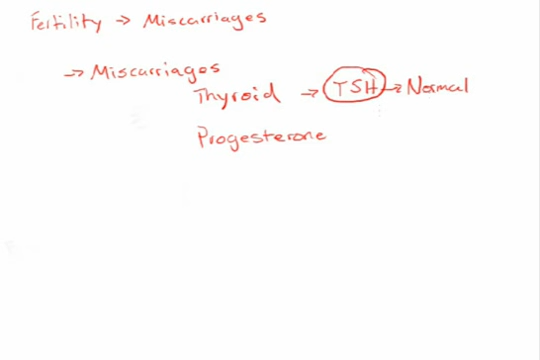 Fertility → Miscarriages
→ Miscarriages
Thyroid → TSH → Normal
Progesterone